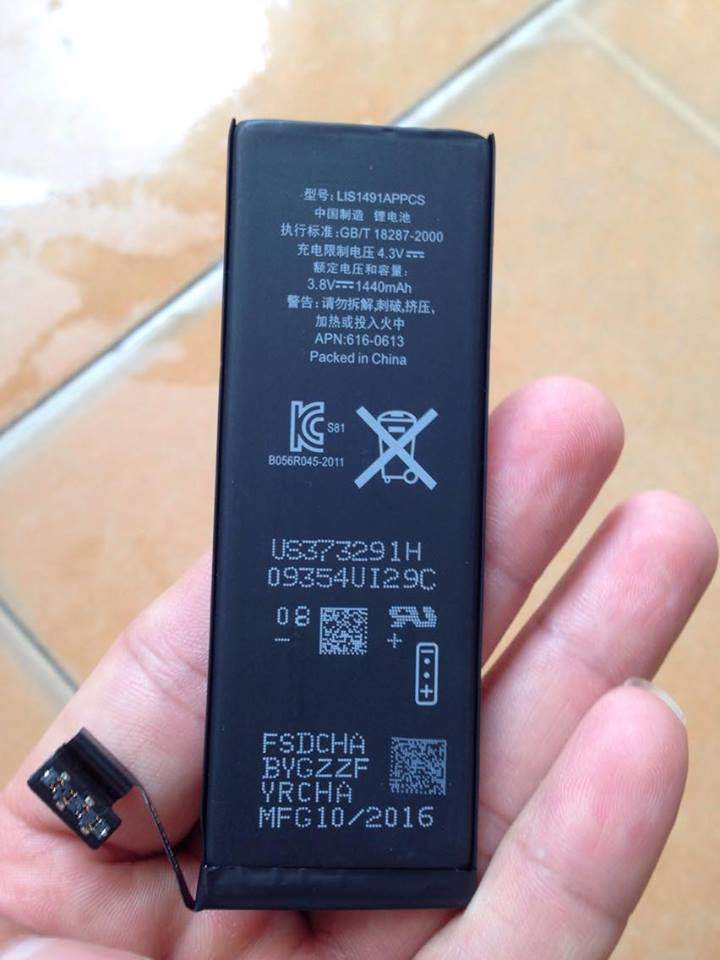 型号: LIS1491APPCS
中国制造 锂电池
执行标准:GB/T 18287-2000
充电限制电压 4.3V
额定电压和容量:
3.8V 1440mAh
警告: 请勿拆解,刺破,挤压、
加热或投入火中
APN:616-0613
Packed in China
KC S81
B056R045-2011
US373291H
09354UI29C
08
- +
FSDCHA
BYGZZF
YRCHA
MFG10/2016